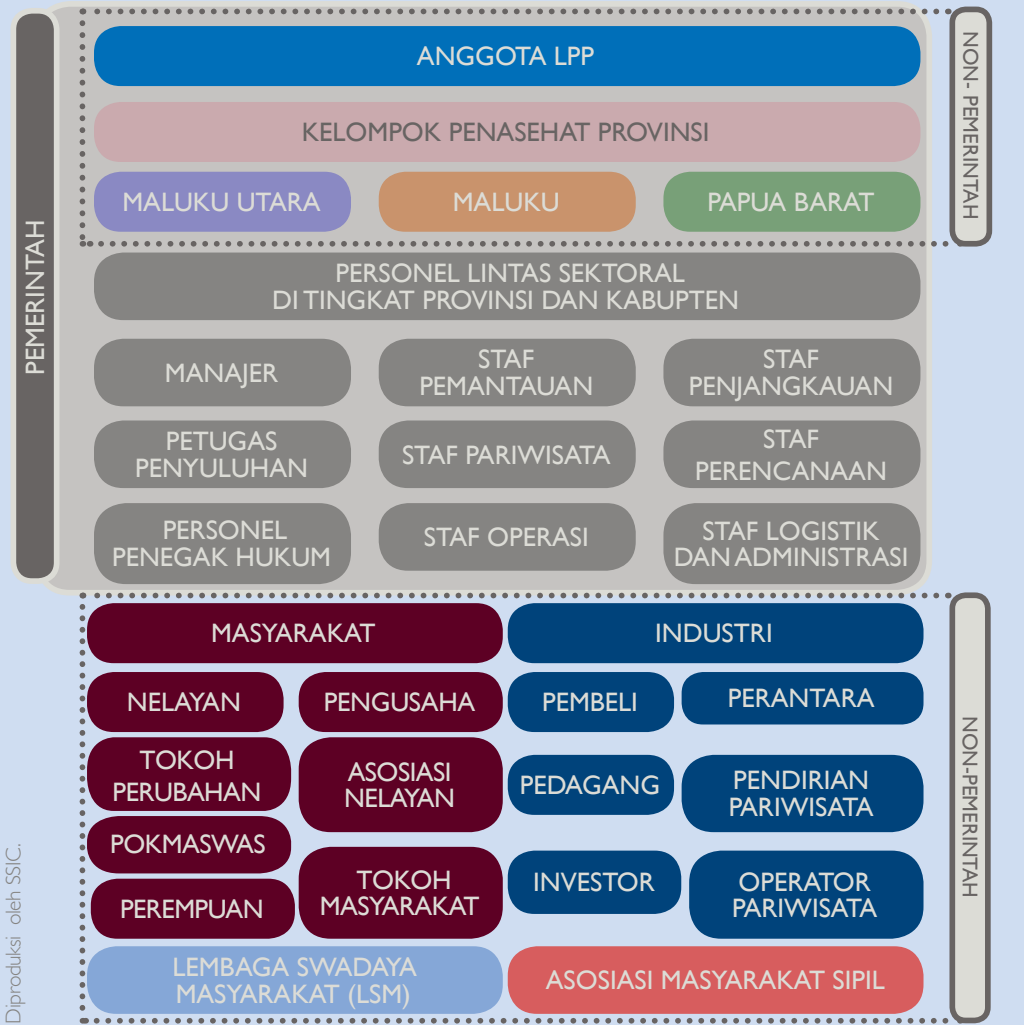 PEMERINTAH
NON- PEMERINTAH
ANGGOTA LPP
KELOMPOK PENASEHAT PROVINSI
MALUKU UTARA
MALUKU
PAPUA BARAT
PERSONEL LINTAS SEKTORAL
DI TINGKAT PROVINSI DAN KABUPTEN
MANAJER
STAF
PEMANTAUAN
STAF
PENJANGKAUAN
PETUGAS
PENYULUHAN
STAF PARIWISATA
STAF
PERENCANAAN
PERSONEL
PENEGAK HUKUM
STAF OPERASI
STAF LOGISTIK
DAN ADMINISTRASI
NON-PEMERINTAH
MASYARAKAT
NELAYAN
PENGUSAHA
TOKOH
PERUBAHAN
ASOSIASI
NELAYAN
POKMASWAS
PEREMPUAN
TOKOH
MASYARAKAT
INDUSTRI
PEMBELI
PERANTARA
PEDAGANG
PENDIRIAN
PARIWISATA
INVESTOR
OPERATOR
PARIWISATA
LEMBAGA SWADAYA
MASYARAKAT (LSM)
ASOSIASI MASYARAKAT SIPIL
Diproduksi oleh SSIC.